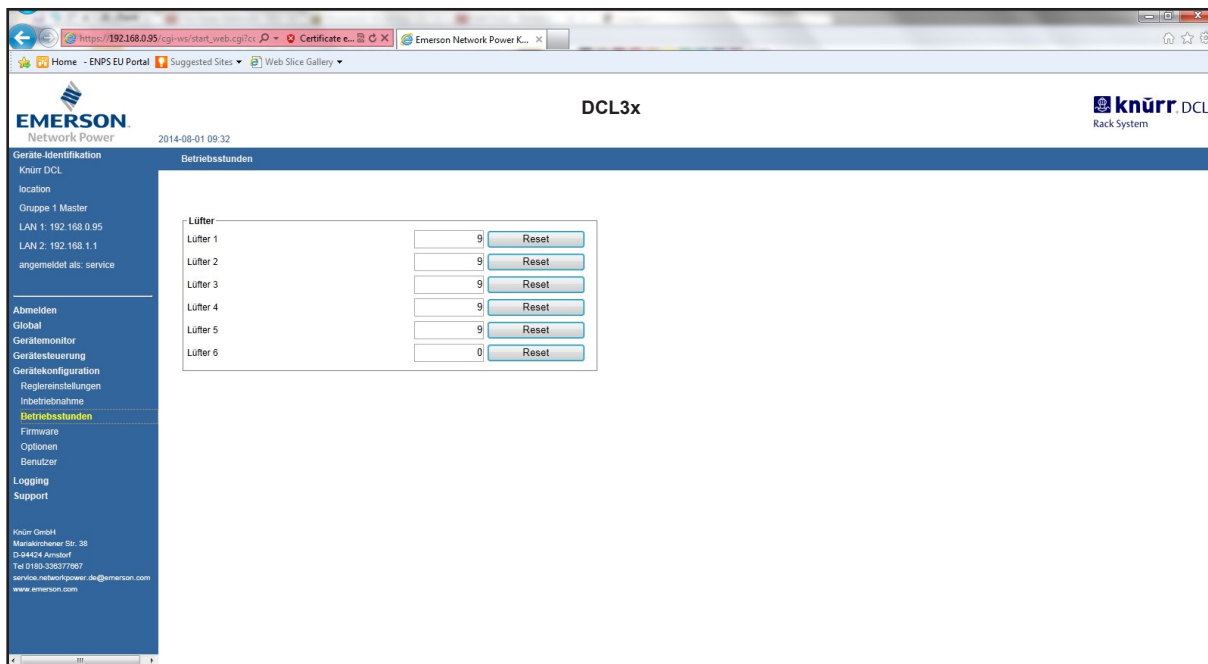 https://192.168.0.95/cgi-ws/start_web.cgi?cc
Certificate e...
Emerson Network Power K...
Home - ENPS EU Portal
Suggested Sites
Web Slice Gallery
EMERSON.
Network Power
2014-08-01 09:32
DCL3x
knürr DCL
Rack System
Geräte-Identifikation
Knürr DCL
location
Gruppe 1 Master
LAN 1: 192.168.0.95
LAN 2: 192.168.1.1
angemeldet als: service
Abmelden
Global
Gerätemonitor
Gerätesteuerung
Gerätekonfiguration
Reglereinstellungen
Inbetriebnahme
Betriebsstunden
Firmware
Optionen
Benutzer
Logging
Support
Knürr GmbH
Mariakirchener Str. 38
D-94424 Arnstorf
Tel 0180-336377667
service.networkpower.de@emerson.com
www.emerson.com
Betriebsstunden
Lüfter
Lüfter 1 9 Reset
Lüfter 2 9 Reset
Lüfter 3 9 Reset
Lüfter 4 9 Reset
Lüfter 5 9 Reset
Lüfter 6 0 Reset